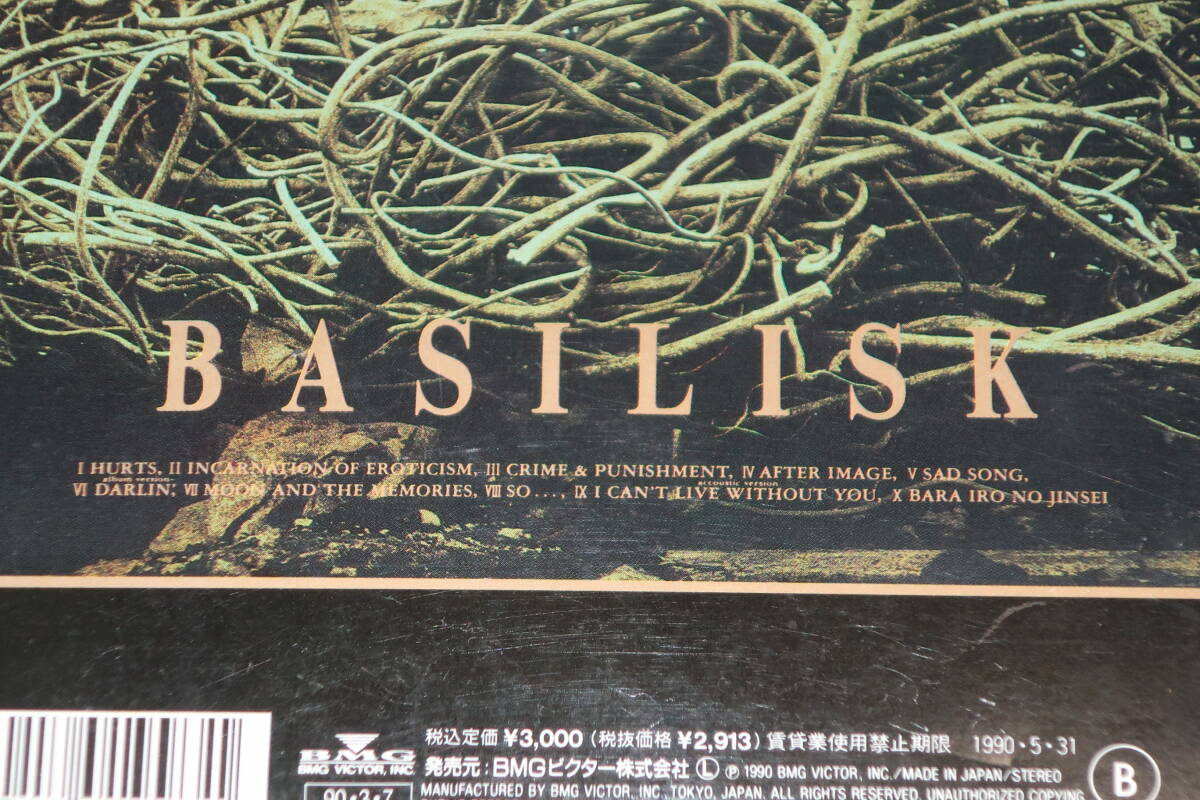 BASILISK
I HURTS, II INCARNATION OF EROTICISM, III CRIME & PUNISHMENT, IV AFTER IMAGE, V SAD SONG,
album version
VI DARLIN', VII MOON AND THE MEMORIES, VIII SO..., IX I CAN'T LIVE WITHOUT YOU, X BARA IRO NO JINSEI
accoustic version
BMG
BMG VICTOR, INC.
90・2・7
税込定価 ¥3,000 (税抜価格 ¥2,913) 賃貸業使用禁止期限 1990・5・31
発売元:BMGビクター株式会社 Ⓛ ℗ 1990 BMG VICTOR, INC./MADE IN JAPAN/STEREO
MANUFACTURED BY BMG VICTOR, INC., TOKYO, JAPAN. ALL RIGHTS RESERVED. UNAUTHORIZED COPYING
B